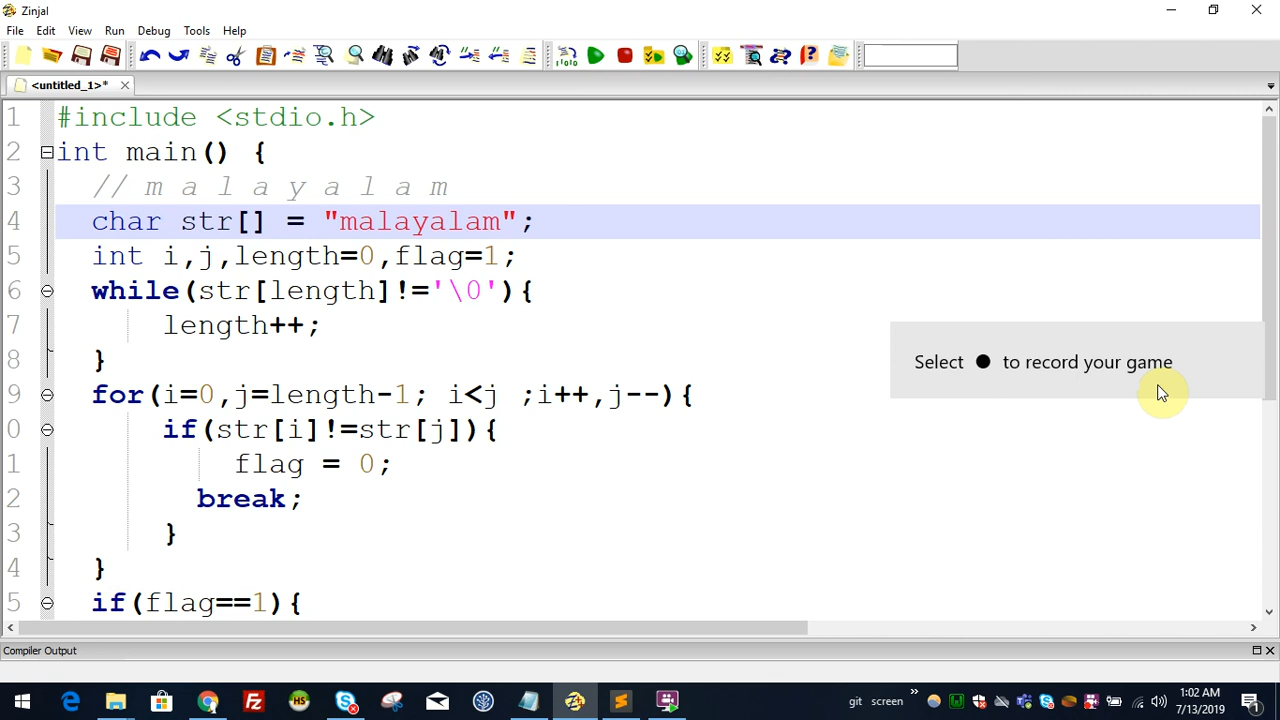 Zinjal
File Edit View Run Debug Tools Help
<untitled_1>*
1 #include <stdio.h>
2 int main() {
3 // m a l a y a l a m
4 char str[] = "malayalam";
5 int i,j,length=0,flag=1;
6 while(str[length]!='\0'){
7 length++;
8 }
9 for(i=0,j=length-1; i<j ;i++,j--){
0 if(str[i]!=str[j]){
1 flag = 0;
2 break;
3 }
4 }
5 if(flag==1){
Select ● to record your game
Compiler Output
git screen » 1:02 AM
7/13/2019